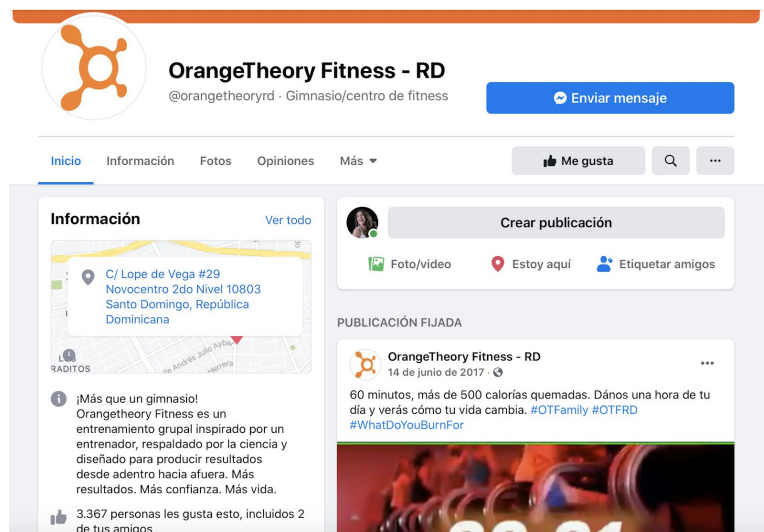 OrangeTheory Fitness - RD
@orangetheoryrd · Gimnasio/centro de fitness
Enviar mensaje
Inicio
Información
Fotos
Opiniones
Más
Me gusta
Información
Ver todo
C/ Lope de Vega #29
Novocentro 2do Nivel 10803
Santo Domingo, República
Dominicana
RADITOS
le Andrés Julio Aybar
Herrera
¡Más que un gimnasio!
Orangetheory Fitness es un
entrenamiento grupal inspirado por un
entrenador, respaldado por la ciencia y
diseñado para producir resultados
desde adentro hacia afuera. Más
resultados. Más confianza. Más vida.
3.367 personas les gusta esto, incluidos 2
de tus amigos
Crear publicación
Foto/video
Estoy aquí
Etiquetar amigos
PUBLICACIÓN FIJADA
OrangeTheory Fitness - RD
14 de junio de 2017 ·
60 minutos, más de 500 calorías quemadas. Dános una hora de tu
día y verás cómo tu vida cambia. #OTFamily #OTFRD
#WhatDoYouBurnFor